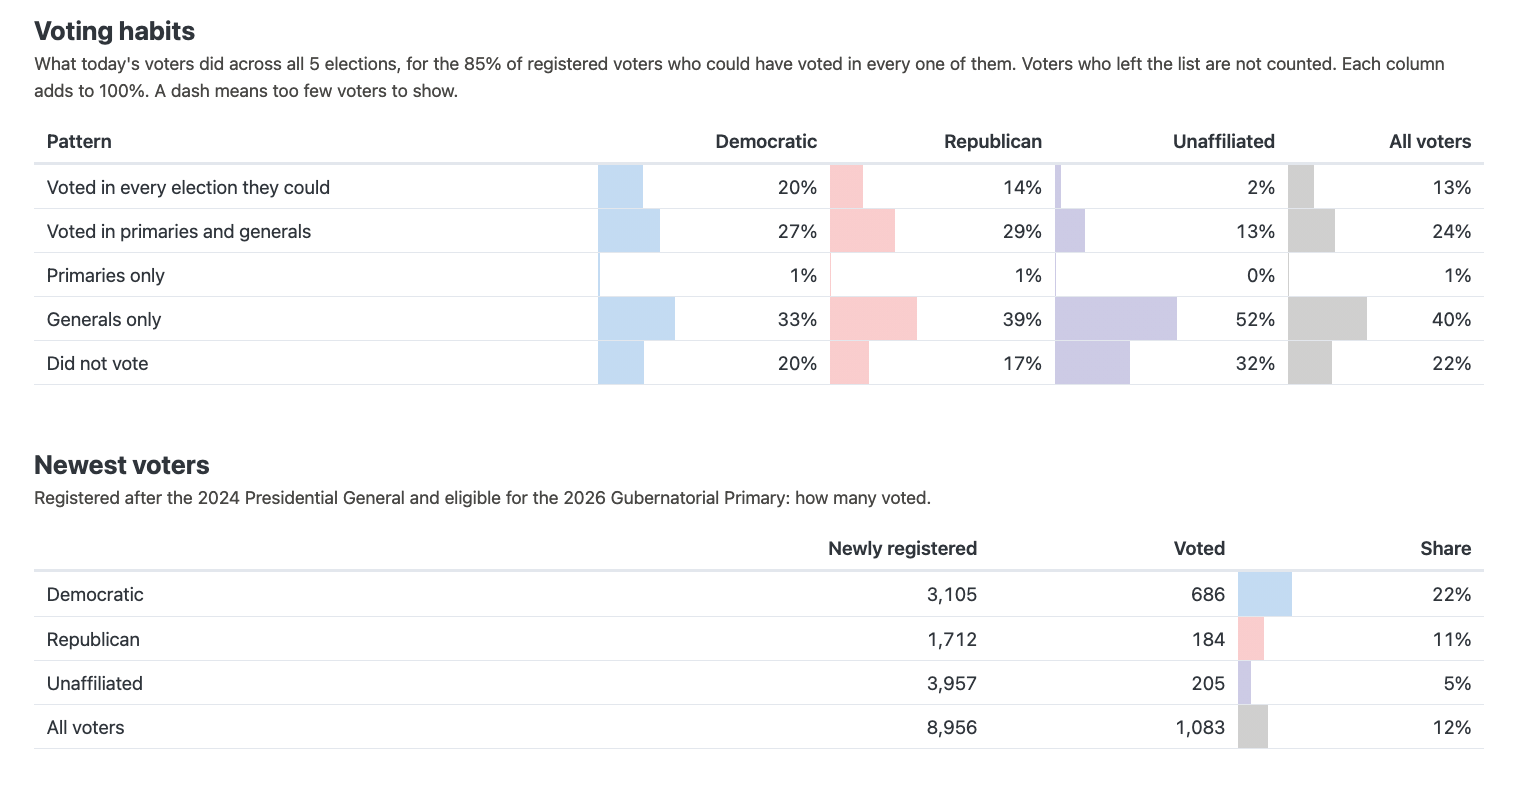 Voting habits
What today's voters did across all 5 elections, for the 85% of registered voters who could have voted in every one of them. Voters who left the list are not counted. Each column
adds to 100%. A dash means too few voters to show.
Pattern Democratic Republican Unaffiliated All voters
Voted in every election they could 20% 14% 2% 13%
Voted in primaries and generals 27% 29% 13% 24%
Primaries only 1% 1% 0% 1%
Generals only 33% 39% 52% 40%
Did not vote 20% 17% 32% 22%
Newest voters
Registered after the 2024 Presidential General and eligible for the 2026 Gubernatorial Primary: how many voted.
Newly registered Voted Share
Democratic 3,105 686 22%
Republican 1,712 184 11%
Unaffiliated 3,957 205 5%
All voters 8,956 1,083 12%